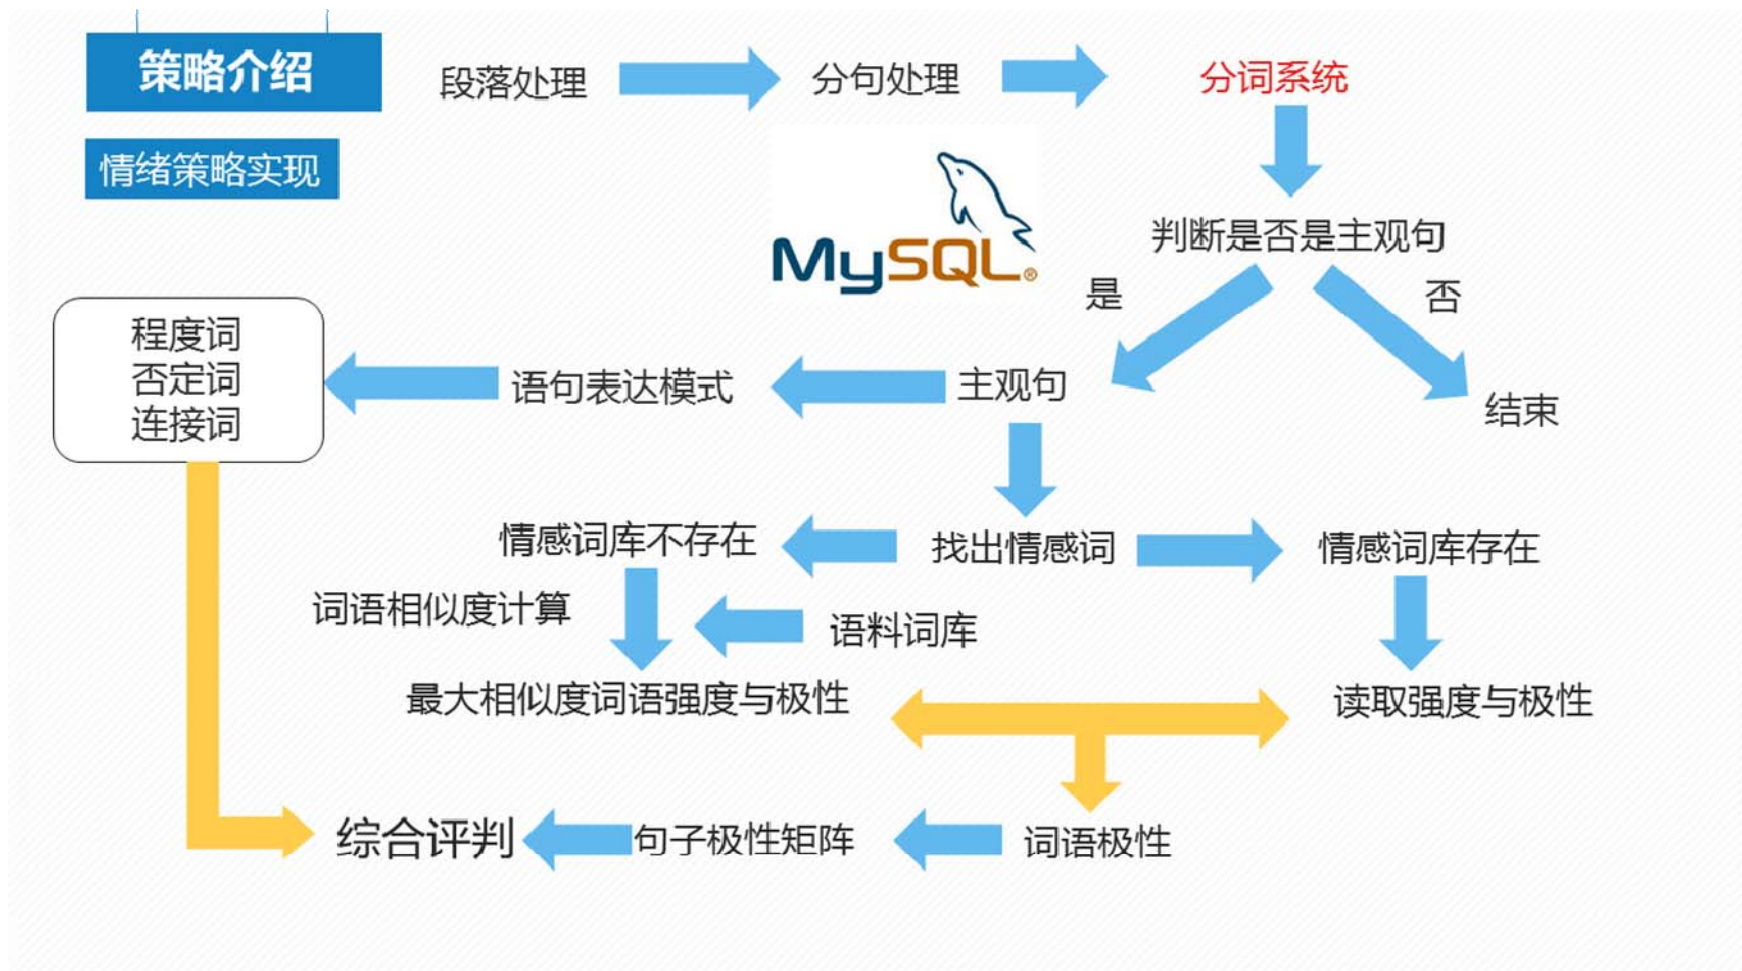 策略介绍
段落处理
分句处理
分词系统
情绪策略实现
MySQL®
判断是否是主观句
是
否
程度词
否定词
连接词
语句表达模式
主观句
结束
情感词库不存在
找出情感词
情感词库存在
词语相似度计算
语料词库
最大相似度词语强度与极性
读取强度与极性
综合评判
句子极性矩阵
词语极性